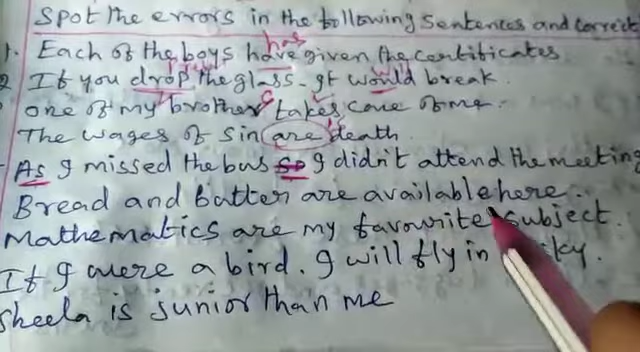 Spot the errors in the following sentences and correct
has
1. Each of the boys have given the certificates.
2 If you drop the glass. It would break.
One of my brother s takes care of me.
The wages of sin are death.
As I missed the bus so I didn't attend the meeting
Bread and butter are available here.
Mathematics are my favourite subject.
If I were a bird. I will fly in sky.
Sheela is junior than me